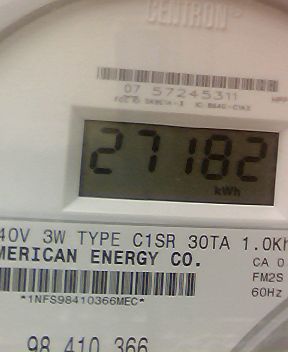 CENTRON®
07 57245311
27182
kWh
40V 3W TYPE C1SR 30TA 1.0Kh
MERICAN ENERGY CO.
CA 0
FM2S
*1NFS98410366MEC*
60Hz
98 410 366